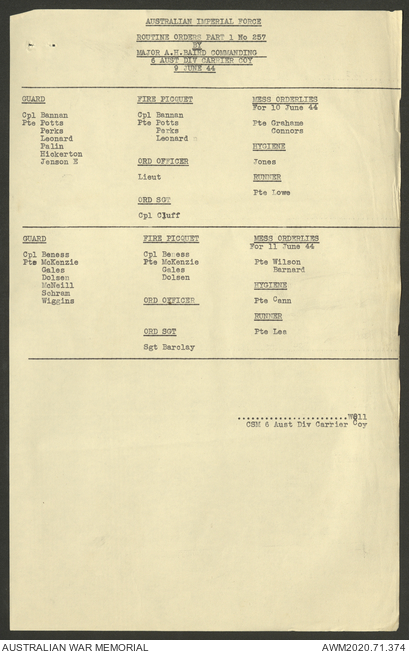 AUSTRALIAN IMPERIAL FORCE
ROUTINE ORDERS PART 1 No 257
BY
MAJOR A.H.BAIRD COMMANDING
6 AUST DIV CARRIER COY
9 JUNE 44
GUARD
Cpl Bannan
Pte Potts
Perks
Leonard
Palin
Hickerton
Jenson E
FIRE PICQUET
Cpl Bannan
Pte Potts
Perks
Leonard
ORD OFFICER
Lieut
ORD SGT
Cpl Cluff
MESS ORDERLIES
For 10 June 44
Pte Grahame
Connors
HYGIENE
Jones
RUNNER
Pte Lowe
GUARD
Cpl Beness
Pte McKenzie
Gales
Dolsen
McNeill
Schram
Wiggins
FIRE PICQUET
Cpl Beness
Pte McKenzie
Gales
Dolsen
ORD OFFICER
ORD SGT
Sgt Barclay
MESS ORDERLIES
For 11 June 44
Pte Wilson
Barnard
HYGIENE
Pte Cann
RUNNER
Pte Lea
......................WO11
CSM 6 Aust Div Carrier Coy
AUSTRALIAN WAR MEMORIAL
AWM2020.71.374